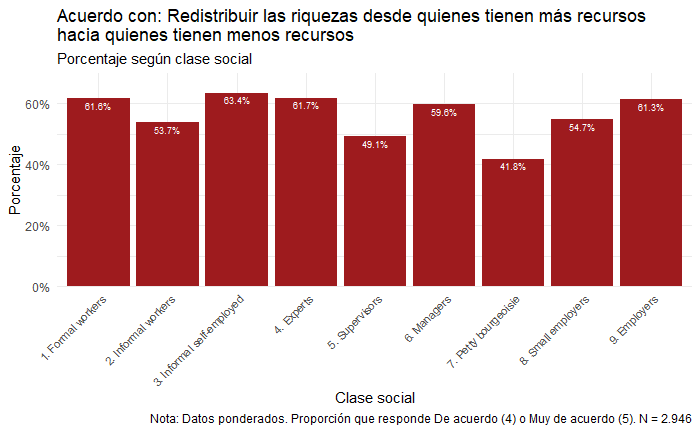 Acuerdo con: Redistribuir las riquezas desde quienes tienen más recursos
hacia quienes tienen menos recursos
Porcentaje según clase social
Porcentaje
60%
40%
20%
0%
61.6%
53.7%
63.4%
61.7%
49.1%
59.6%
41.8%
54.7%
61.3%
1. Formal workers
2. Informal workers
3. Informal self-employed
4. Experts
5. Supervisors
6. Managers
7. Petty bourgeoisie
8. Small employers
9. Employers
Clase social
Nota: Datos ponderados. Proporción que responde De acuerdo (4) o Muy de acuerdo (5). N = 2.946